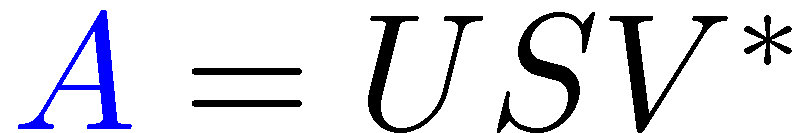 A = USV*